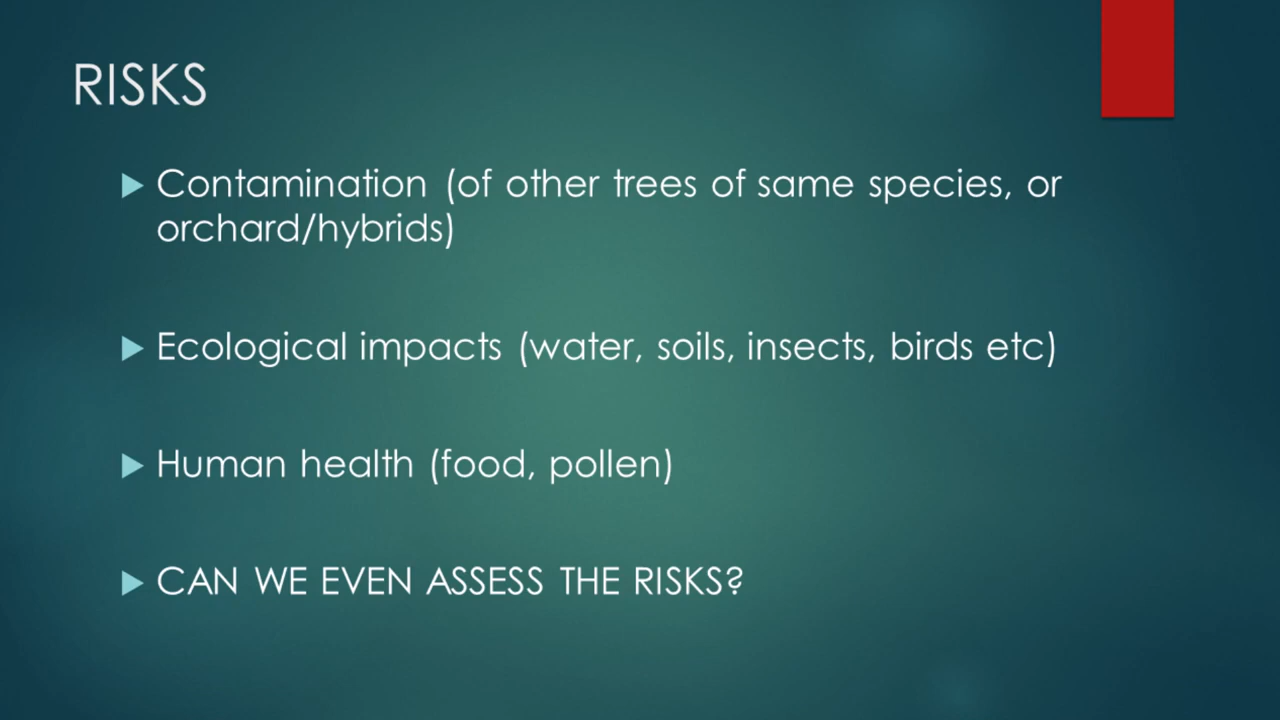 RISKS
Contamination (of other trees of same species, or
orchard/hybrids)
Ecological impacts (water, soils, insects, birds etc)
Human health (food, pollen)
CAN WE EVEN ASSESS THE RISKS?